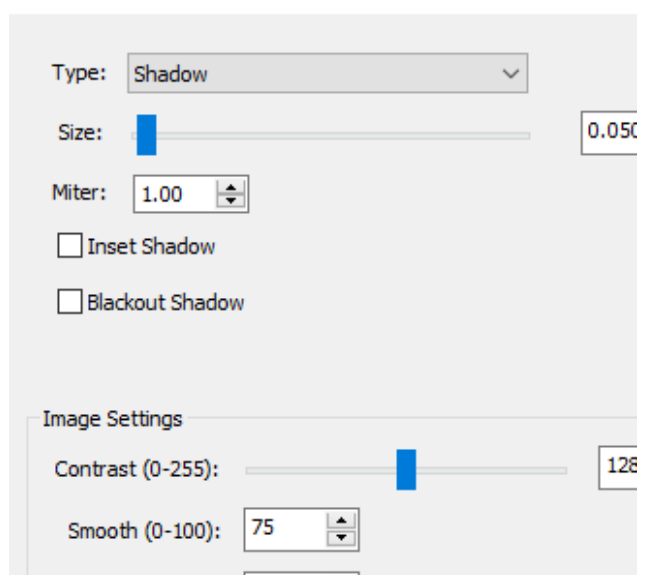 Type: Shadow
Size: 0.050
Miter: 1.00
Inset Shadow
Blackout Shadow
Image Settings
Contrast (0-255): 128
Smooth (0-100): 75